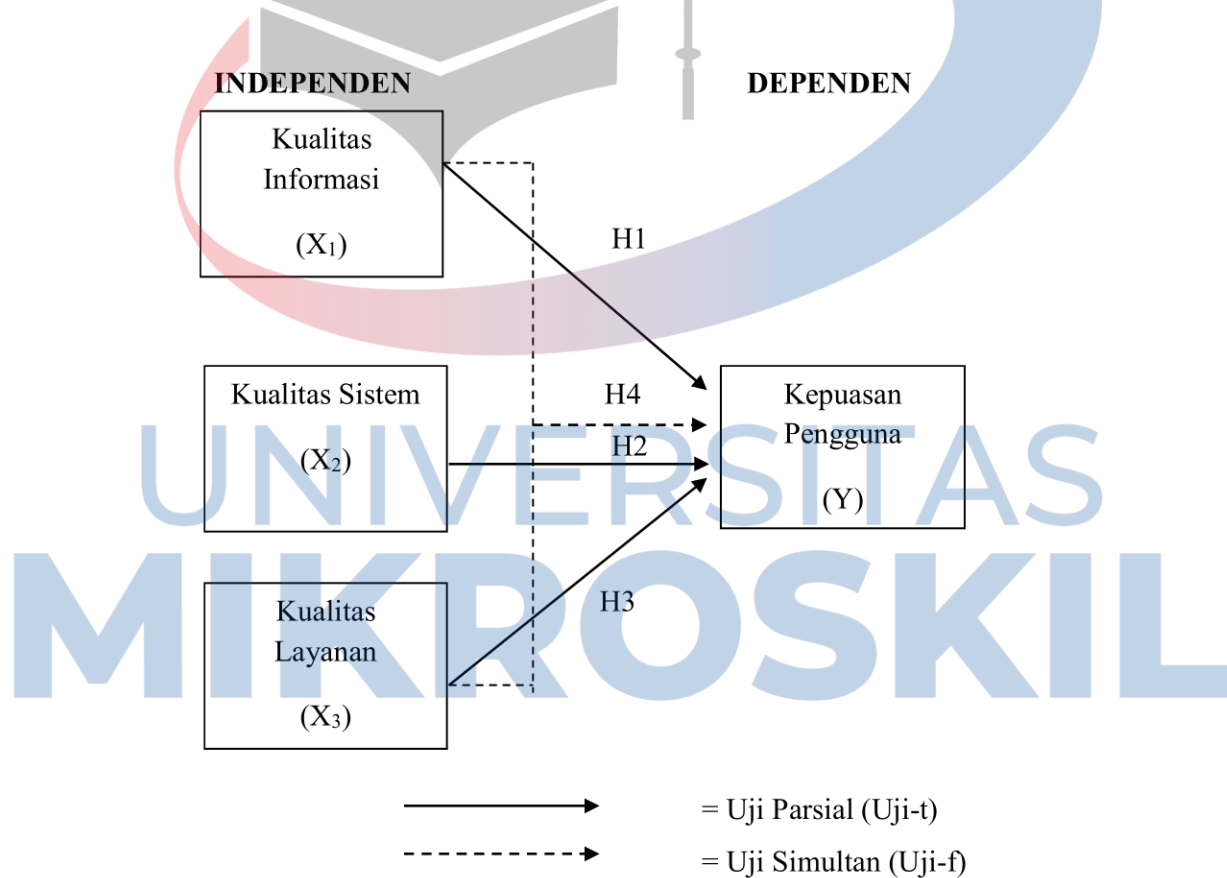 INDEPENDEN
DEPENDEN
Kualitas
Informasi
(X₁)
H1
Kualitas Sistem
(X₂)
H4
H2
Kepuasan
Pengguna
(Y)
Kualitas
Layanan
(X₃)
H3
UNIVERSITAS
MIKROSKIL
= Uji Parsial (Uji-t)
= Uji Simultan (Uji-f)